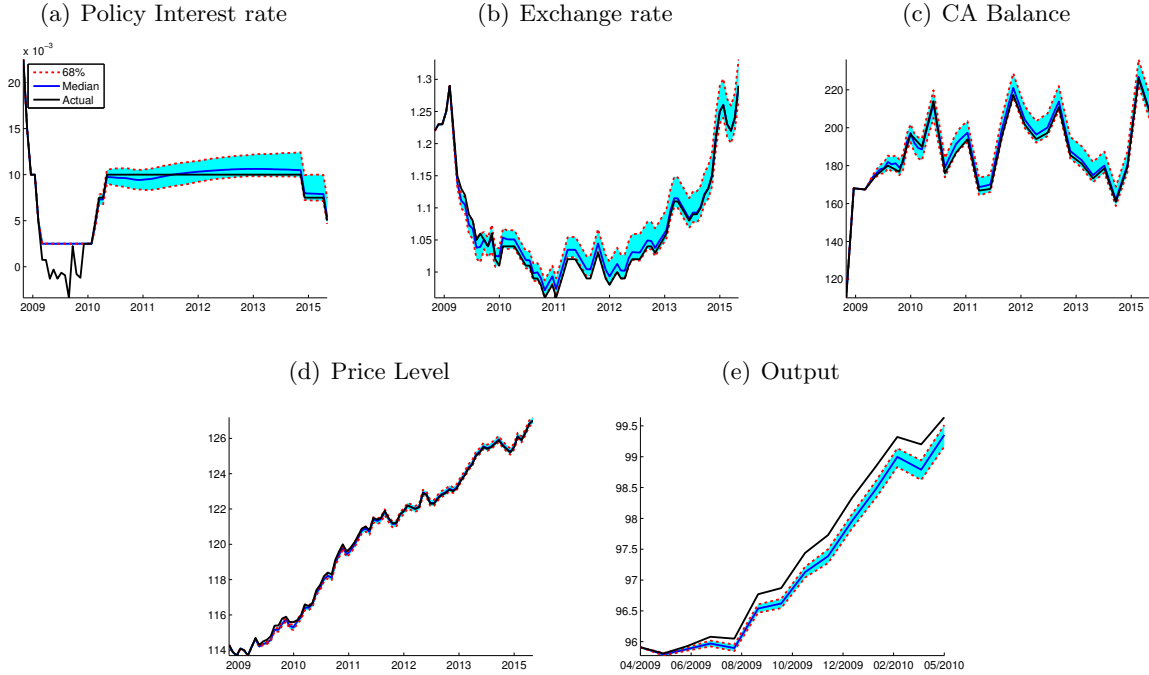 (a) Policy Interest rate
(b) Exchange rate
(c) CA Balance
x 10⁻³
68%
Median
Actual
20
15
10
5
0
2009 2010 2011 2012 2013 2015
1.3
1.25
1.2
1.15
1.1
1.05
1
2009 2010 2011 2012 2013 2015
220
200
180
160
140
120
2009 2010 2011 2012 2013 2015
(d) Price Level
(e) Output
126
124
122
120
118
116
114
2009 2010 2011 2012 2013 2015
99.5
99
98.5
98
97.5
97
96.5
96
04/2009 06/2009 08/2009 10/2009 12/2009 02/2010 05/2010